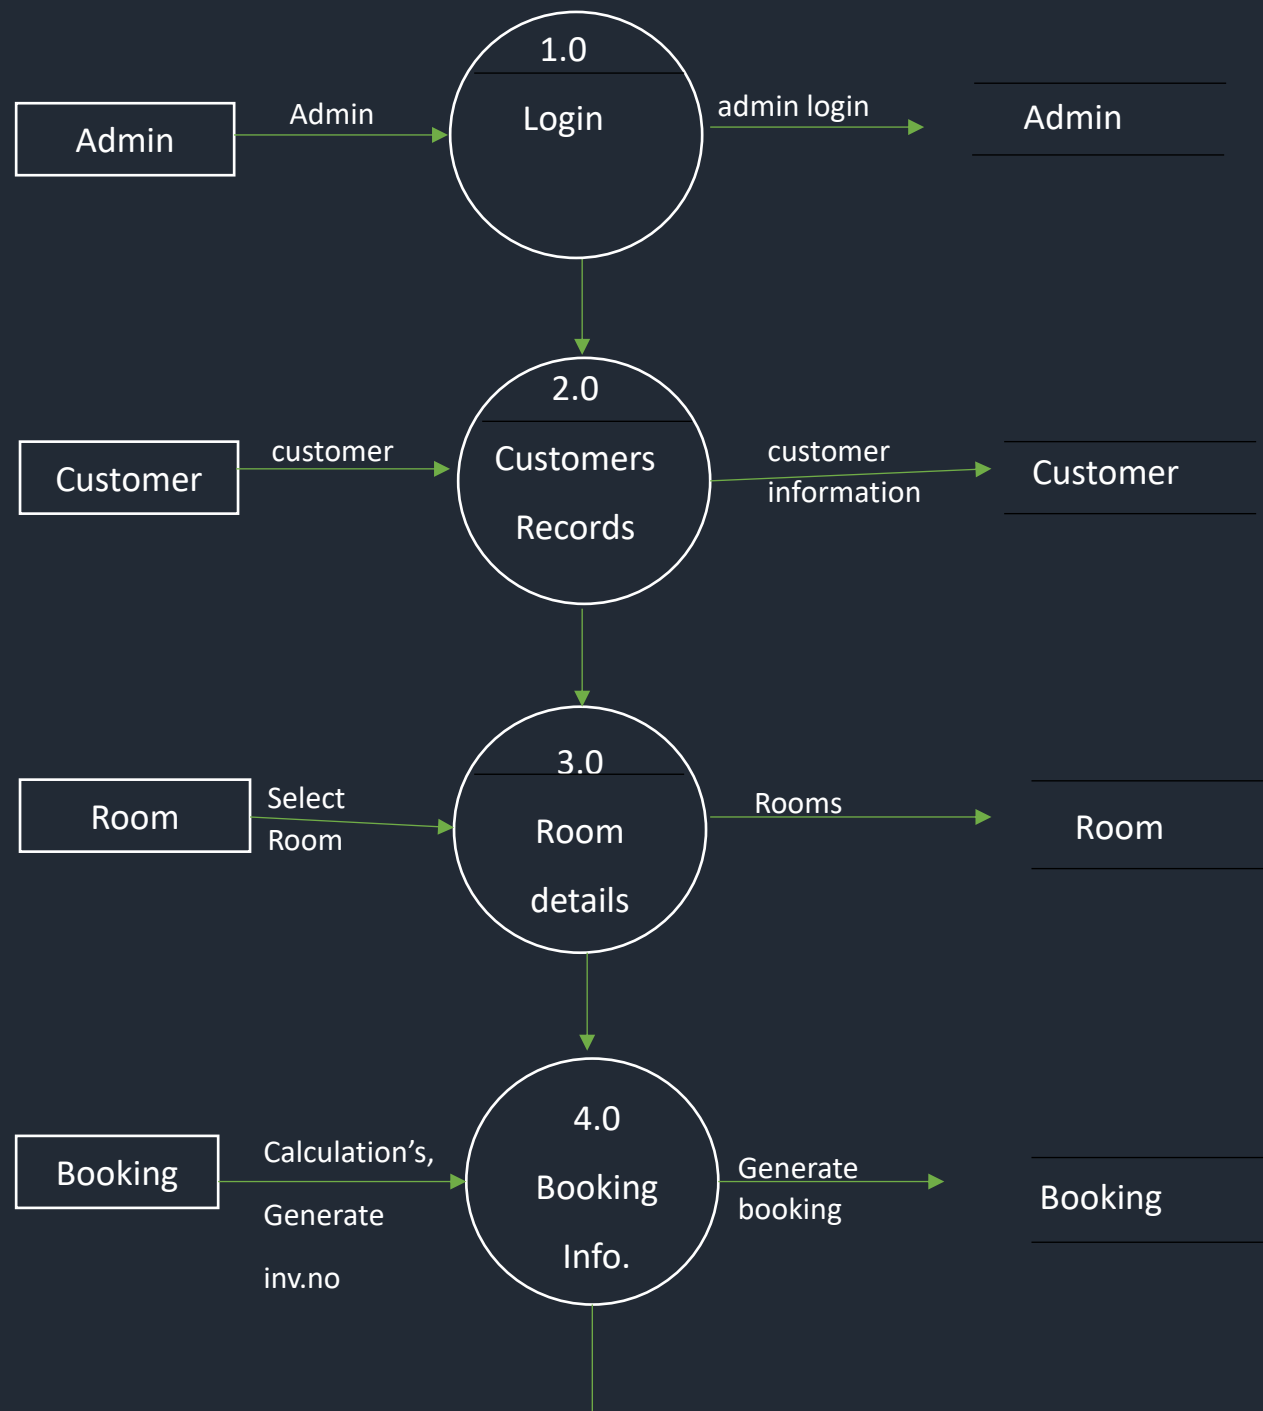 1.0
Admin
Admin
Login
admin login
Admin
2.0
Customer
customer
Customers
Records
customer
information
Customer
3.0
Room
Select
Room
Room
details
Rooms
Room
4.0
Booking
Calculation’s,
Generate
inv.no
Booking
Info.
Generate
booking
Booking